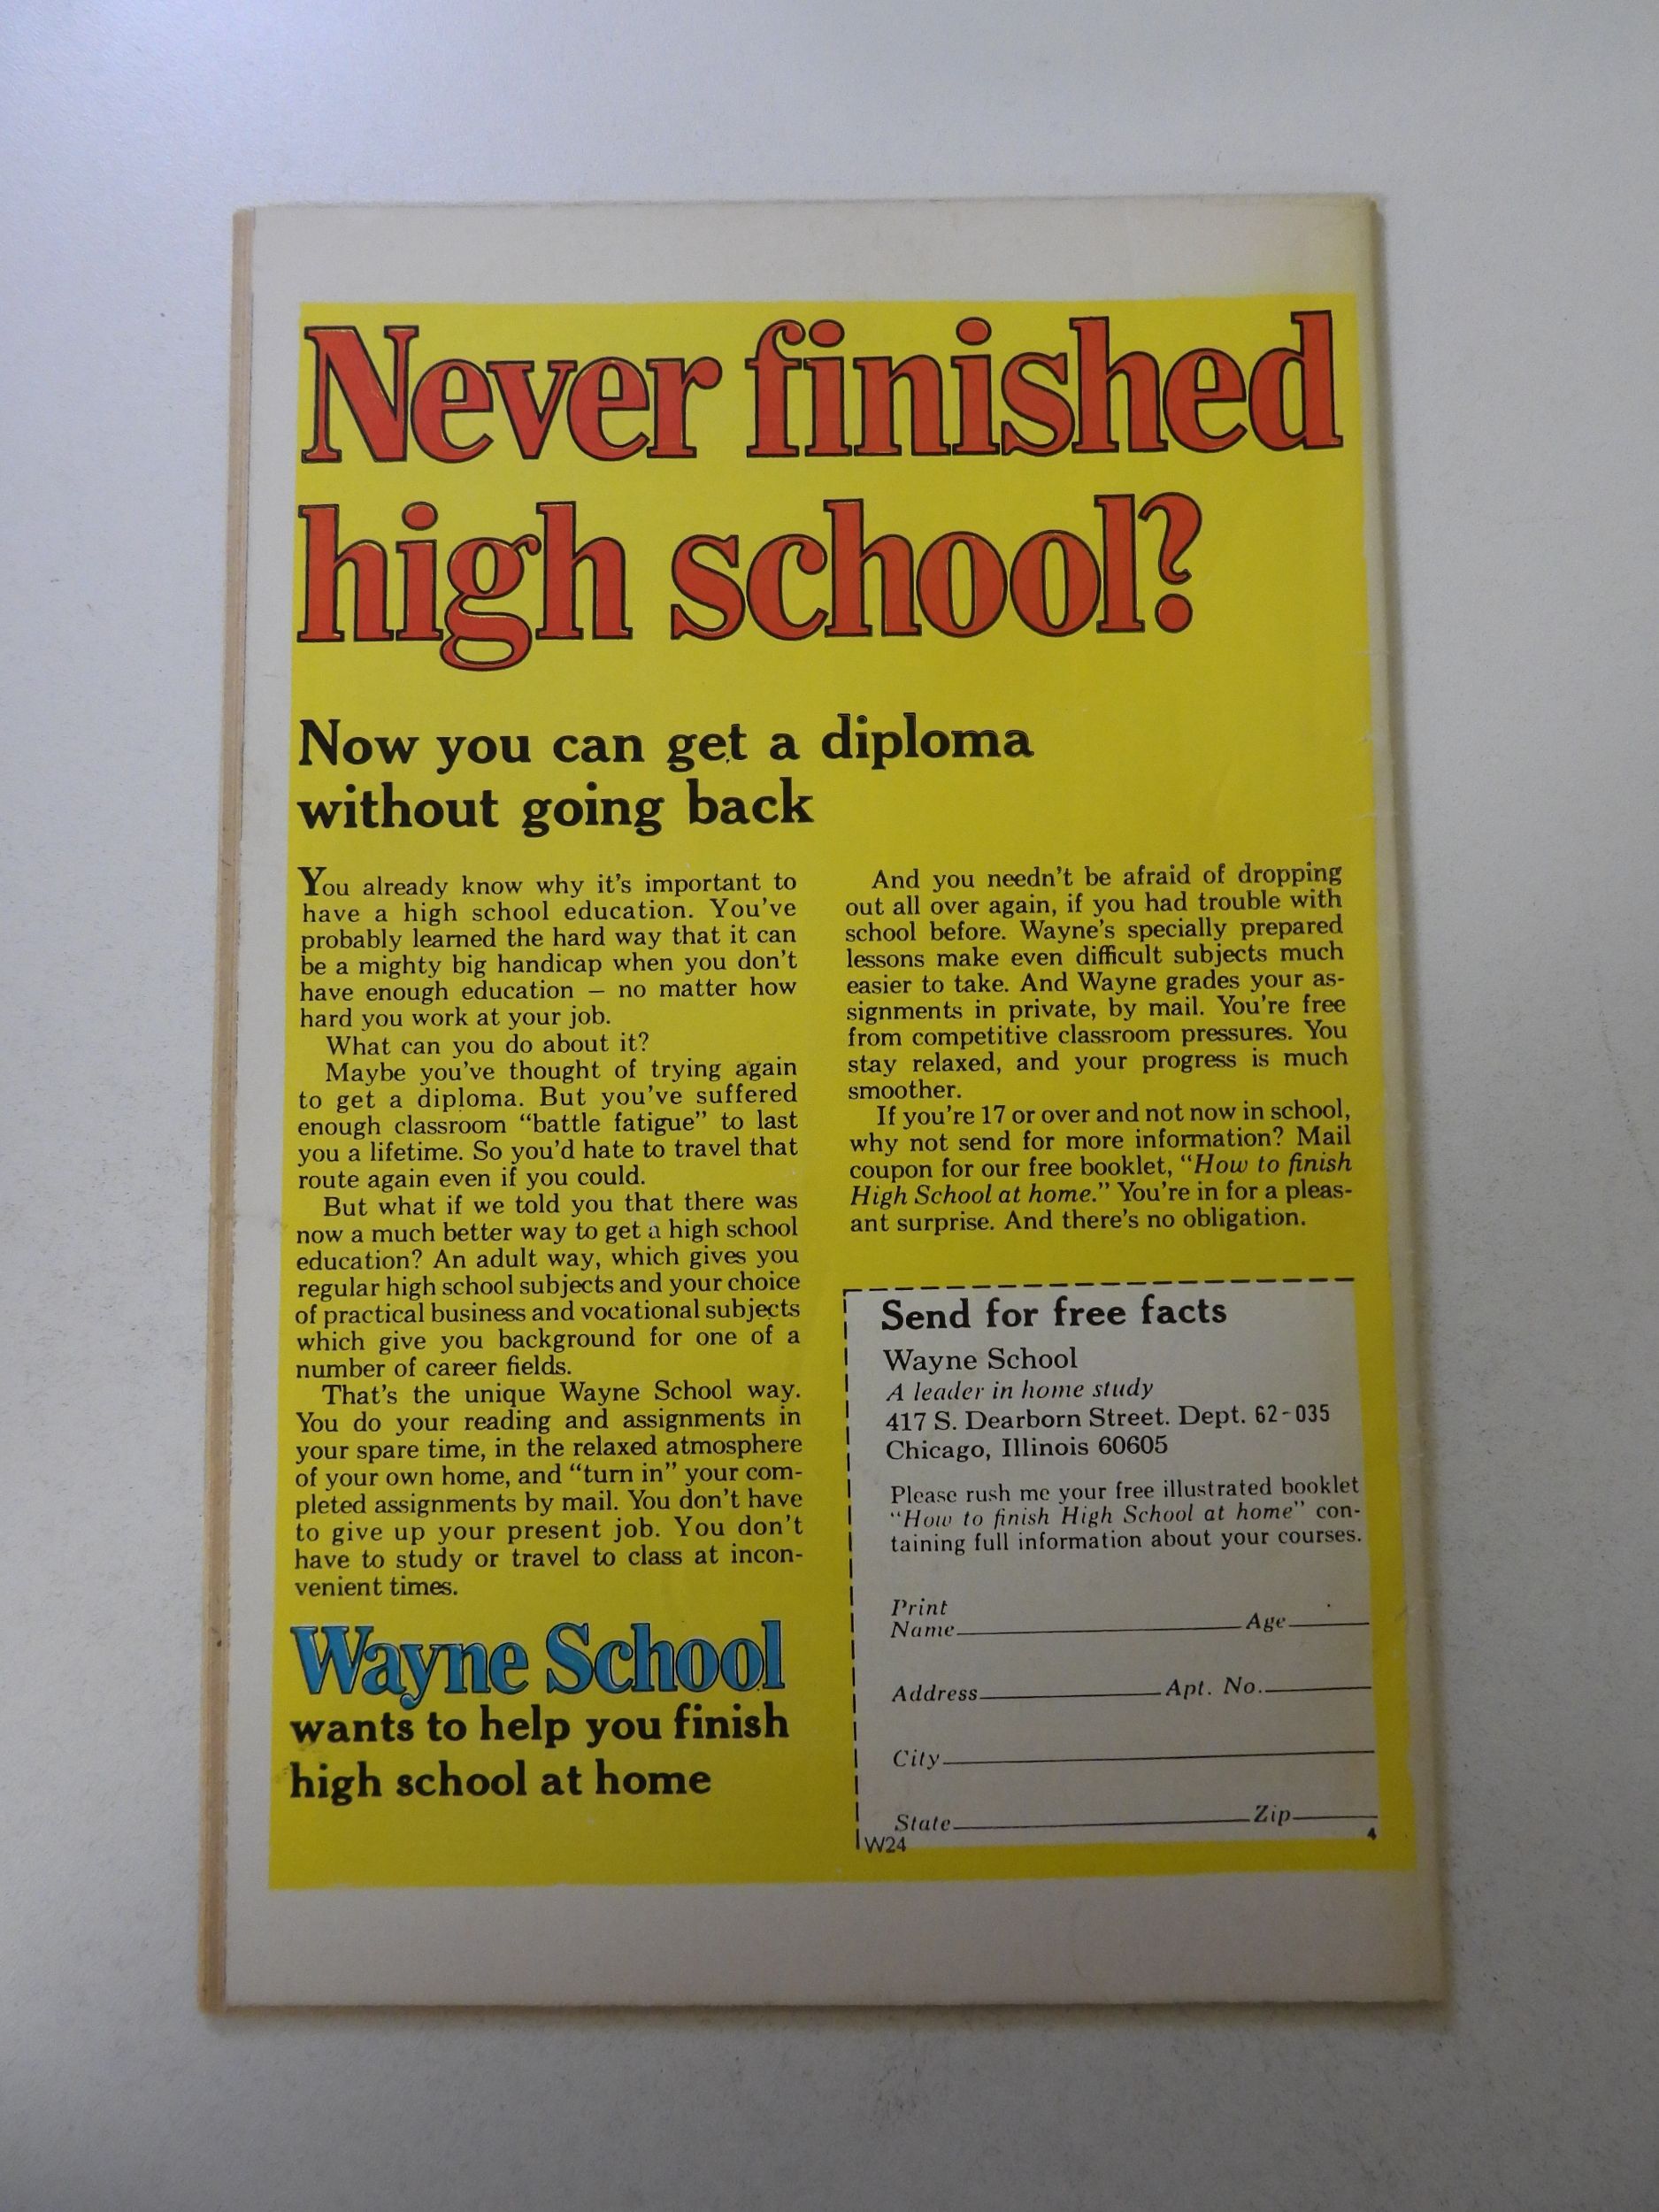 Never finished
high school?
Now you can get a diploma
without going back
You already know why it's important to
have a high school education. You've
probably learned the hard way that it can
be a mighty big handicap when you don't
have enough education – no matter how
hard you work at your job.
What can you do about it?
Maybe you've thought of trying again
to get a diploma. But you've suffered
enough classroom “battle fatigue” to last
you a lifetime. So you'd hate to travel that
route again even if you could.
But what if we told you that there was
now a much better way to get a high school
education? An adult way, which gives you
regular high school subjects and your choice
of practical business and vocational subjects
which give you background for one of a
number of career fields.
That's the unique Wayne School way.
You do your reading and assignments in
your spare time, in the relaxed atmosphere
of your own home, and “turn in” your com-
pleted assignments by mail. You don't have
to give up your present job. You don't
have to study or travel to class at incon-
venient times.
Wayne School
wants to help you finish
high school at home
And you needn't be afraid of dropping
out all over again, if you had trouble with
school before. Wayne's specially prepared
lessons make even difficult subjects much
easier to take. And Wayne grades your as-
signments in private, by mail. You're free
from competitive classroom pressures. You
stay relaxed, and your progress is much
smoother.
If you're 17 or over and not now in school,
why not send for more information? Mail
coupon for our free booklet, “How to finish
High School at home.” You're in for a pleas-
ant surprise. And there's no obligation.
Send for free facts
Wayne School
A leader in home study
417 S. Dearborn Street. Dept. 62-035
Chicago, Illinois 60605
Please rush me your free illustrated booklet
“How to finish High School at home” con-
taining full information about your courses.
Print
Name Age
Address Apt. No.
City
State Zip
W24 4